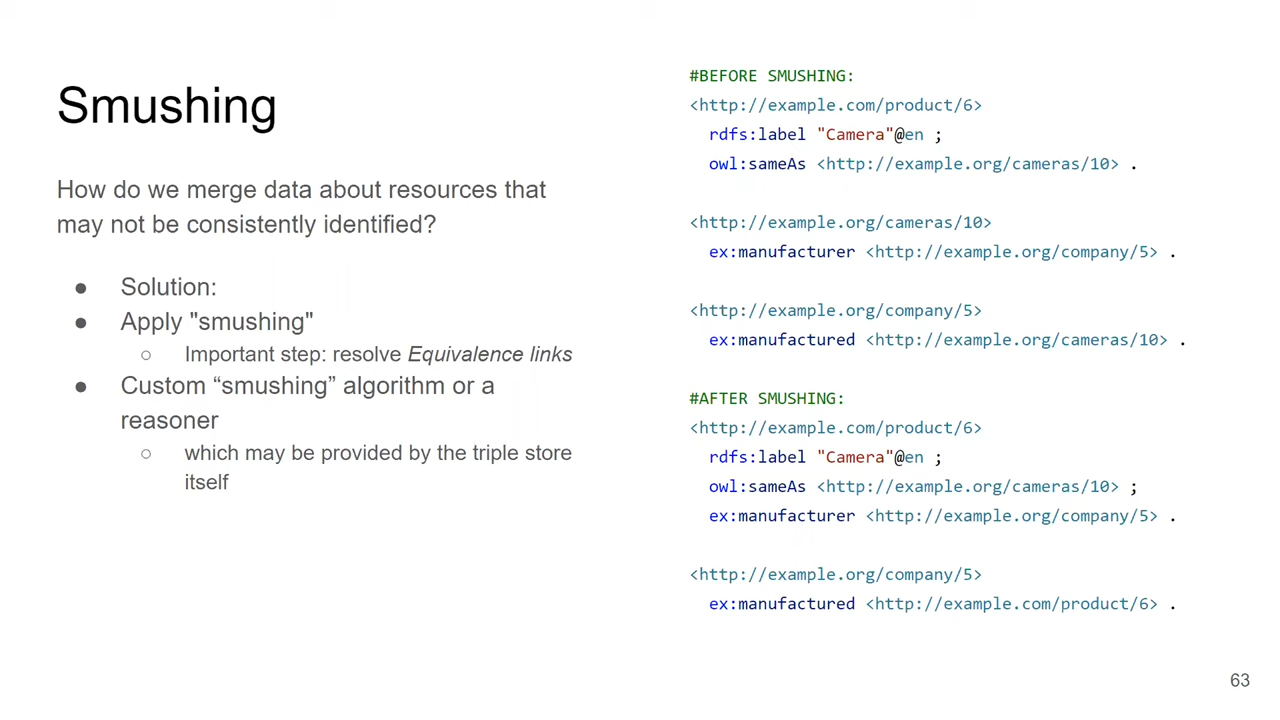 Smushing
How do we merge data about resources that
may not be consistently identified?
● Solution:
● Apply "smushing"
○ Important step: resolve Equivalence links
● Custom “smushing” algorithm or a
reasoner
○ which may be provided by the triple store
itself
#BEFORE SMUSHING:
<http://example.com/product/6>
rdfs:label "Camera"@en ;
owl:sameAs <http://example.org/cameras/10> .
<http://example.org/cameras/10>
ex:manufacturer <http://example.org/company/5> .
<http://example.org/company/5>
ex:manufactured <http://example.org/cameras/10> .
#AFTER SMUSHING:
<http://example.com/product/6>
rdfs:label "Camera"@en ;
owl:sameAs <http://example.org/cameras/10> ;
ex:manufacturer <http://example.org/company/5> .
<http://example.org/company/5>
ex:manufactured <http://example.com/product/6> .
63